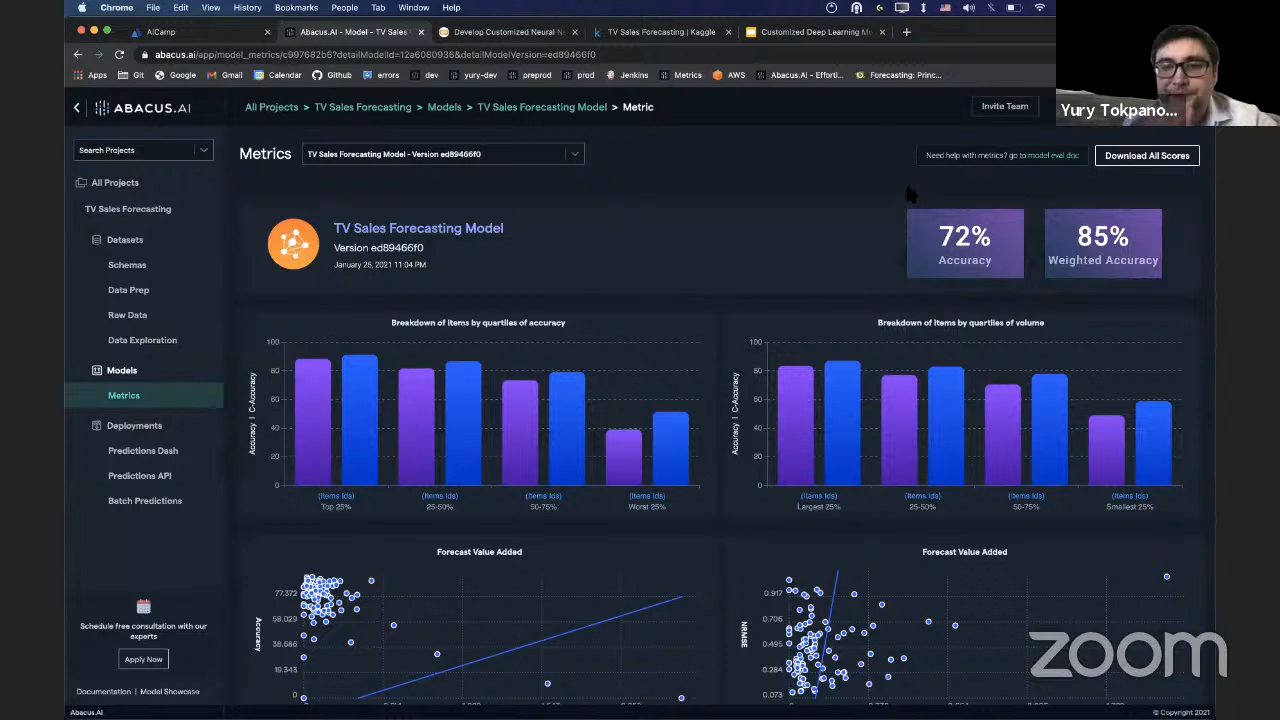 Chrome File Edit View History Bookmarks People Tab Window Help
AICamp
Abacus.AI - Model - TV Sales
Develop Customized Neural N
TV Sales Forecasting | Kaggle
Customized Deep Learning M
abacus.ai/app/model_metrics/c997682b6?detailModelId=12a6080936&detailModelVersion=ed89466f0
Apps Git Google Gmail Calendar Github errors dev yury-dev preprod prod Jenkins Metrics AWS Abacus.AI - Effortl... Forecasting: Princ...
Yury Tokpano...
ABACUS.AI
All Projects > TV Sales Forecasting > Models > TV Sales Forecasting Model > Metric
Invite Team
Search Projects
Metrics
TV Sales Forecasting Model - Version ed89466f0
Need help with metrics? go to model eval doc
Download All Scores
All Projects
TV Sales Forecasting
Datasets
Schemas
Data Prep
Raw Data
Data Exploration
Models
Metrics
Deployments
Predictions Dash
Predictions API
Batch Predictions
TV Sales Forecasting Model
Version ed89466f0
January 25, 2021 11:04 PM
72%
Accuracy
85%
Weighted Accuracy
Breakdown of items by quartiles of accuracy
Accuracy | C-Accuracy
100
80
60
40
20
0
(Items Ids) (Items Ids) (Items Ids) (Items Ids)
Top 25% 25-50% 50-75% Worst 25%
Breakdown of items by quartiles of volume
Accuracy | C-Accuracy
100
80
60
40
20
0
(Items Ids) (Items Ids) (Items Ids) (Items Ids)
Largest 25% 25-50% 50-75% Smallest 25%
Forecast Value Added
Accuracy
77.372
58.029
38.686
19.343
0
Forecast Value Added
NRMSE
0.917
0.706
0.495
0.284
0.073
Schedule free consultation with our
experts
Apply Now
Documentation | Model Showcase
Abacus.AI
© Copyright 2021
zoom